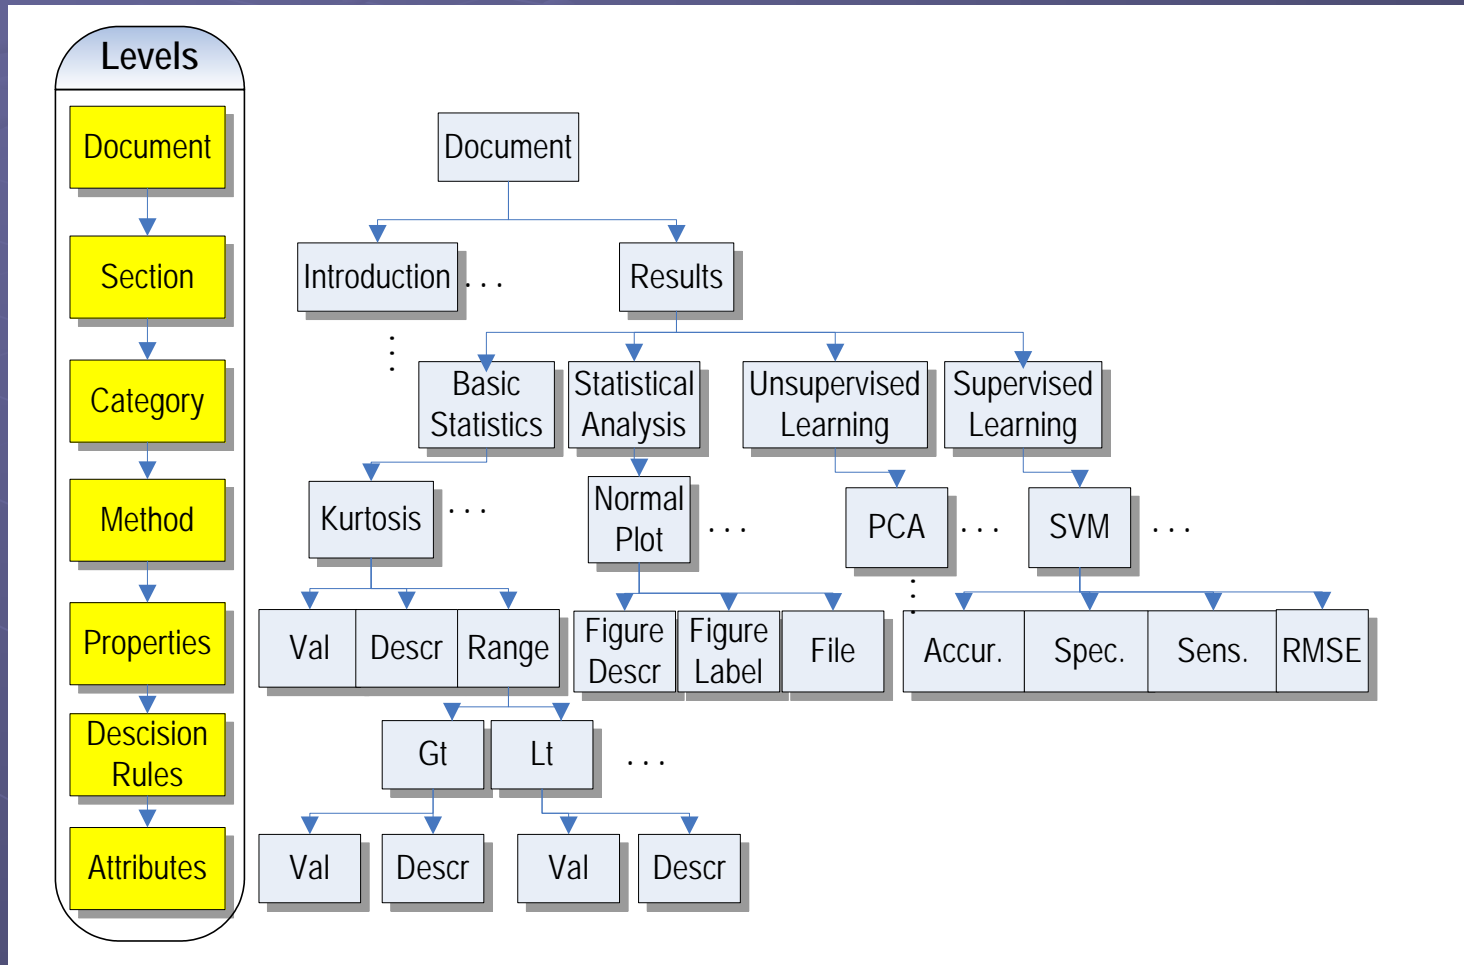 Levels
Document
Section
Category
Method
Properties
Descision
Rules
Attributes
Document
Introduction . . . Results
Basic
Statistics
Statistical
Analysis
Unsupervised
Learning
Supervised
Learning
Kurtosis . . .
Normal
Plot
. . .
PCA . . .
SVM . . .
Val Descr Range
Figure
Descr
Figure
Label
File
Accur. Spec. Sens. RMSE
Gt Lt . . .
Val Descr Val Descr